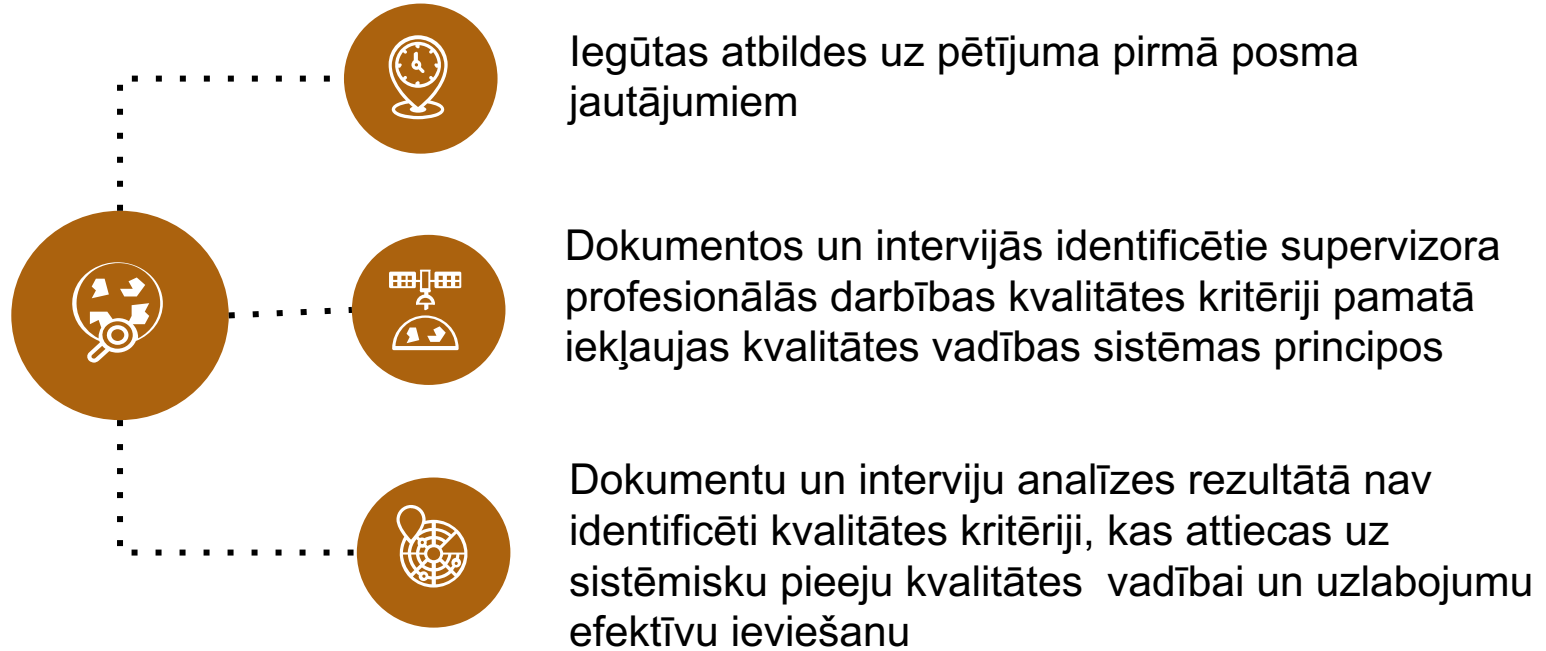 Iegūtas atbildes uz pētījuma pirmā posma
jautājumiem
Dokumentos un intervijās identificētie supervizora
profesionālās darbības kvalitātes kritēriji pamatā
iekļaujas kvalitātes vadības sistēmas principos
Dokumentu un interviju analīzes rezultātā nav
identificēti kvalitātes kritēriji, kas attiecas uz
sistēmisku pieeju kvalitātes  vadībai un uzlabojumu
efektīvu ieviešanu